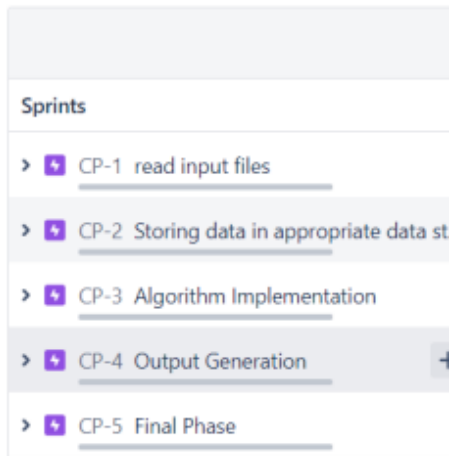 Sprints
CP-1 read input files
CP-2 Storing data in appropriate data st
CP-3 Algorithm Implementation
CP-4 Output Generation
CP-5 Final Phase